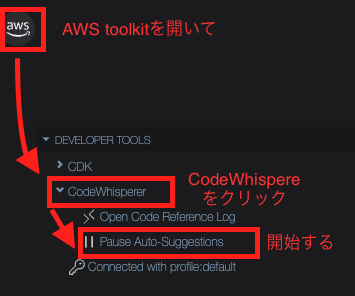 aws
AWS toolkitを開いて
DEVELOPER TOOLS
CDK
CodeWhisperer
CodeWhispere
をクリック
Open Code Reference Log
Pause Auto-Suggestions
開始する
Connected with profile:default